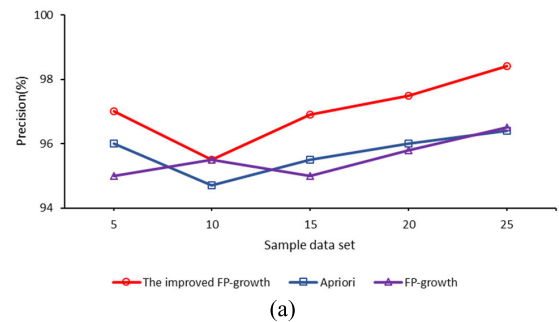 100
98
96
94
Precision(%)
5 10 15 20 25
Sample data set
The improved FP-growth Apriori FP-growth
(a)